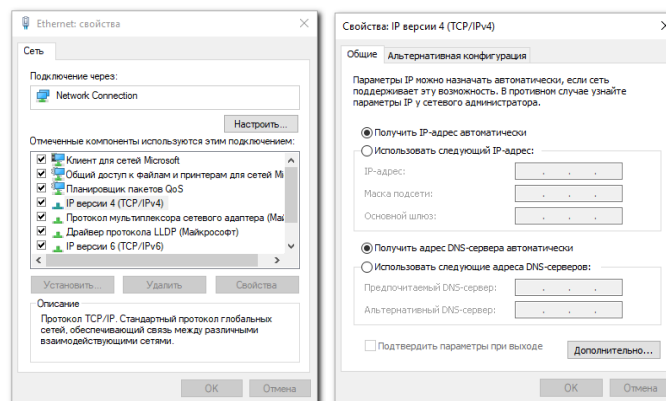 Ethernet: свойства
Сеть
Подключение через:
Network Connection
Настроить...
Отмеченные компоненты используются этим подключением:
Клиент для сетей Microsoft
Общий доступ к файлам и принтерам для сетей Mi
Планировщик пакетов QoS
IP версии 4 (TCP/IPv4)
Протокол мультиплексора сетевого адаптера (Май
Драйвер протокола LLDP (Майкрософт)
IP версии 6 (TCP/IPv6)
Установить...
Удалить
Свойства
Описание
Протокол TCP/IP. Стандартный протокол глобальных
сетей, обеспечивающий связь между различными
взаимодействующими сетями.
OK
Отмена
Свойства: IP версии 4 (TCP/IPv4)
Общие
Альтернативная конфигурация
Параметры IP можно назначать автоматически, если сеть
поддерживает эту возможность. В противном случае узнайте
параметры IP у сетевого администратора.
Получить IP-адрес автоматически
Использовать следующий IP-адрес:
IP-адрес:
Маска подсети:
Основной шлюз:
Получить адрес DNS-сервера автоматически
Использовать следующие адреса DNS-серверов:
Предпочитаемый DNS-сервер:
Альтернативный DNS-сервер:
Подтвердить параметры при выходе
Дополнительно...
OK
Отмена